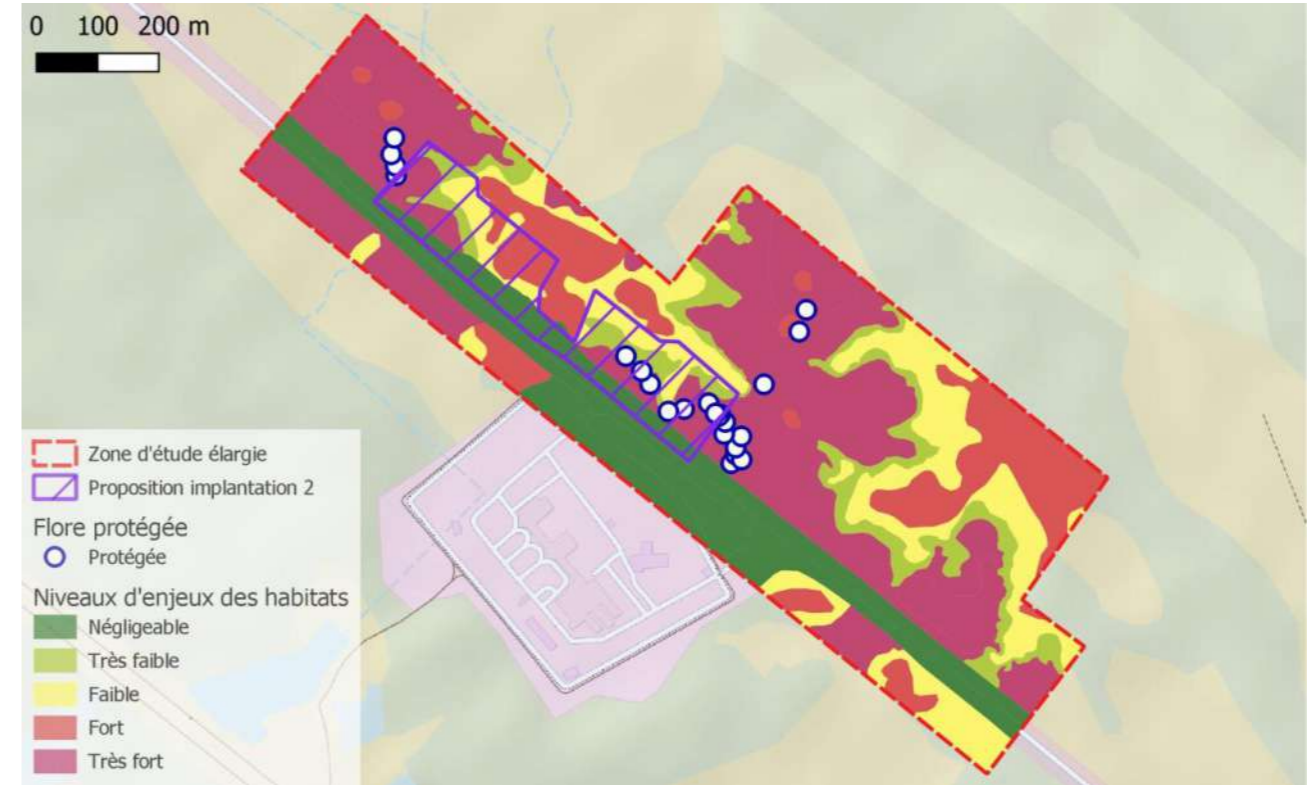 0 100 200 m
Zone d'étude élargie
Proposition implantation 2
Flore protégée
Protégée
Niveaux d'enjeux des habitats
Négligeable
Très faible
Faible
Fort
Très fort